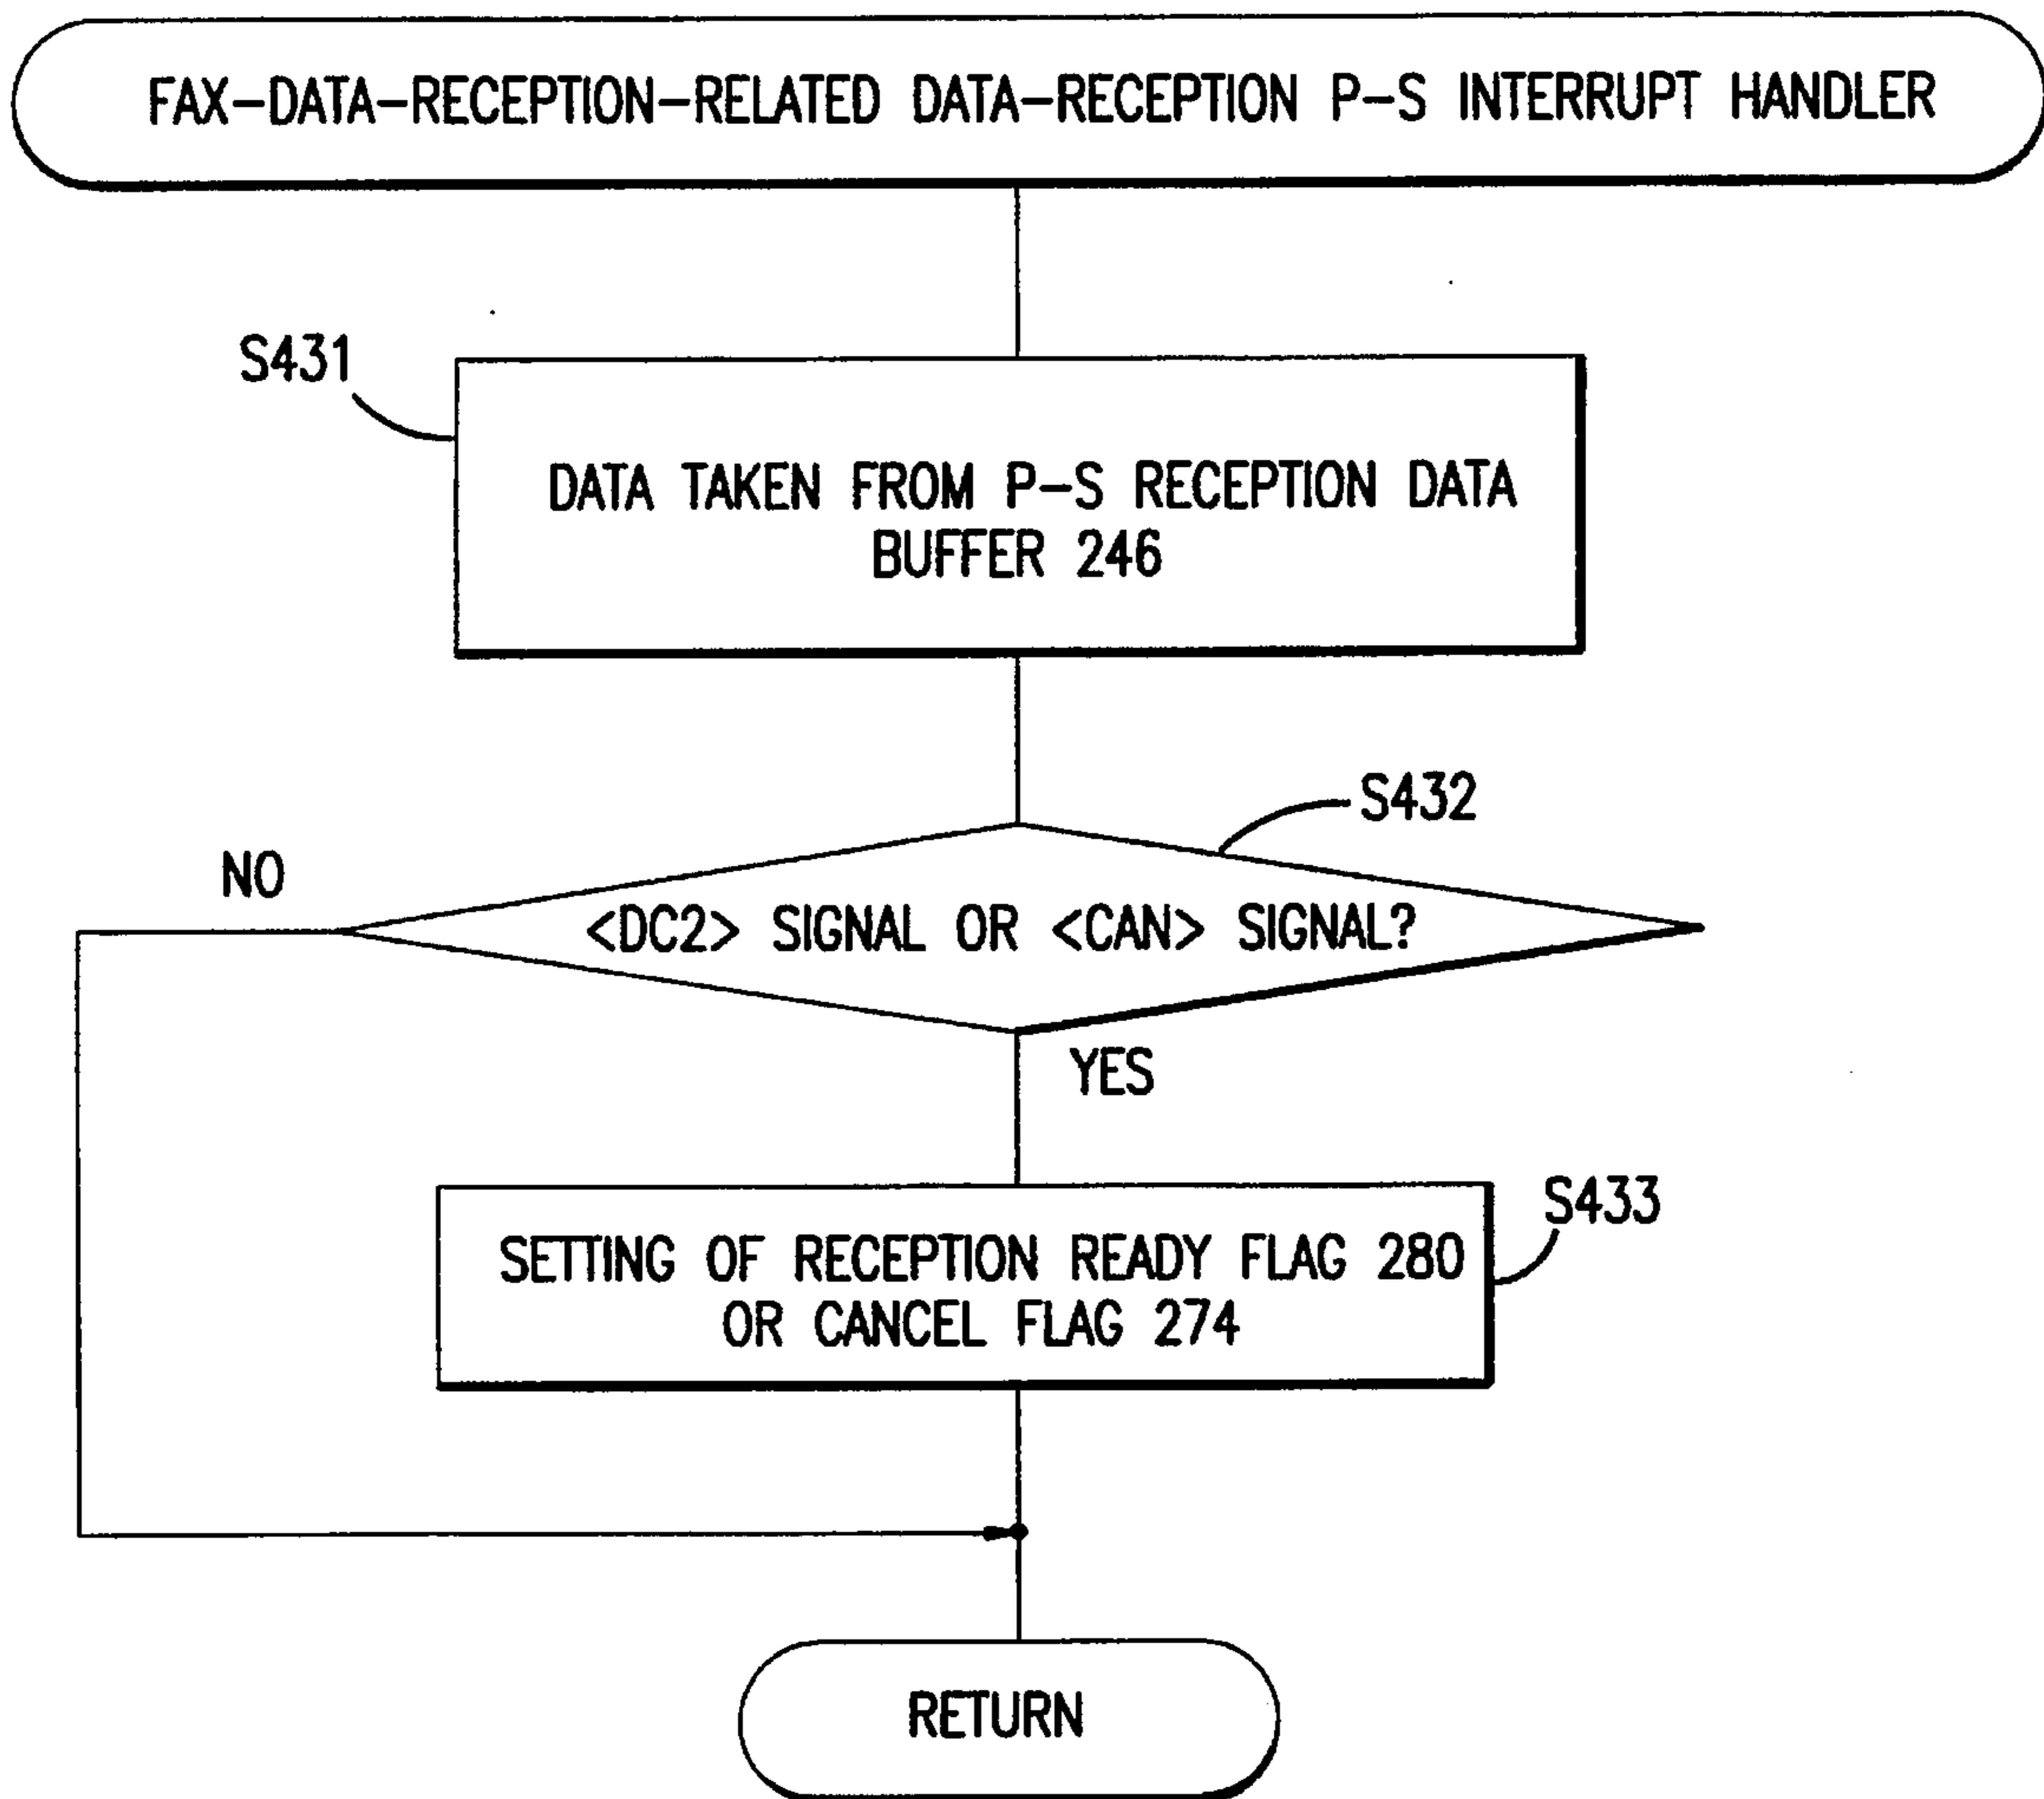 FAX-DATA-RECEPTION-RELATED DATA-RECEPTION P-S INTERRUPT HANDLER
S431
DATA TAKEN FROM P-S RECEPTION DATA
BUFFER 246
S432
NO
<DC2> SIGNAL OR <CAN> SIGNAL?
YES
S433
SETTING OF RECEPTION READY FLAG 280
OR CANCEL FLAG 274
RETURN